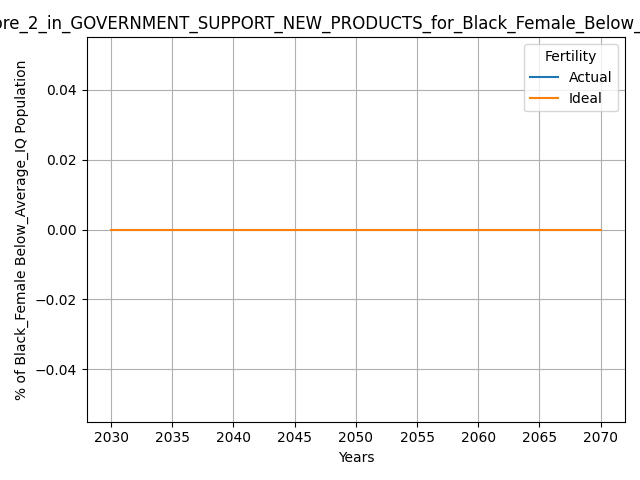 ore_2_in_GOVERNMENT_SUPPORT_NEW_PRODUCTS_for_Black_Female_Below_
Fertility
Actual
Ideal
% of Black_Female Below_Average_IQ Population
0.04
0.02
0.00
−0.02
−0.04
2030 2035 2040 2045 2050 2055 2060 2065 2070
Years